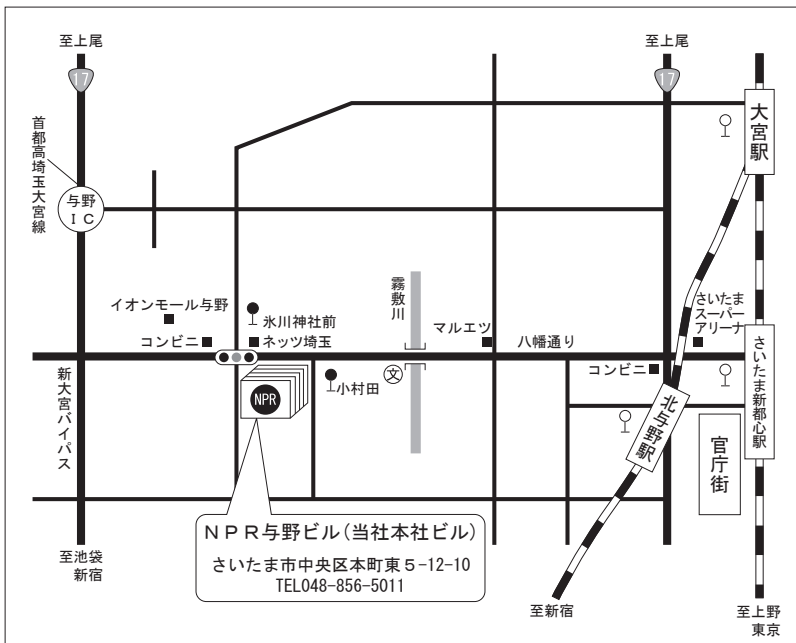 至上尾
17
至上尾
17
大宮駅
首都高埼玉大宮線
与野
IC
霧敷川
イオンモール与野
氷川神社前
コンビニ
ネッツ埼玉
マルエツ
八幡通り
さいたま
スーパー
アリーナ
コンビニ
新大宮バイパス
NPR
小村田
文
北与野駅
さいたま新都心駅
官庁街
NPR与野ビル(当社本社ビル)
さいたま市中央区本町東5-12-10
TEL048-856-5011
至池袋
新宿
至新宿
至上野
東京